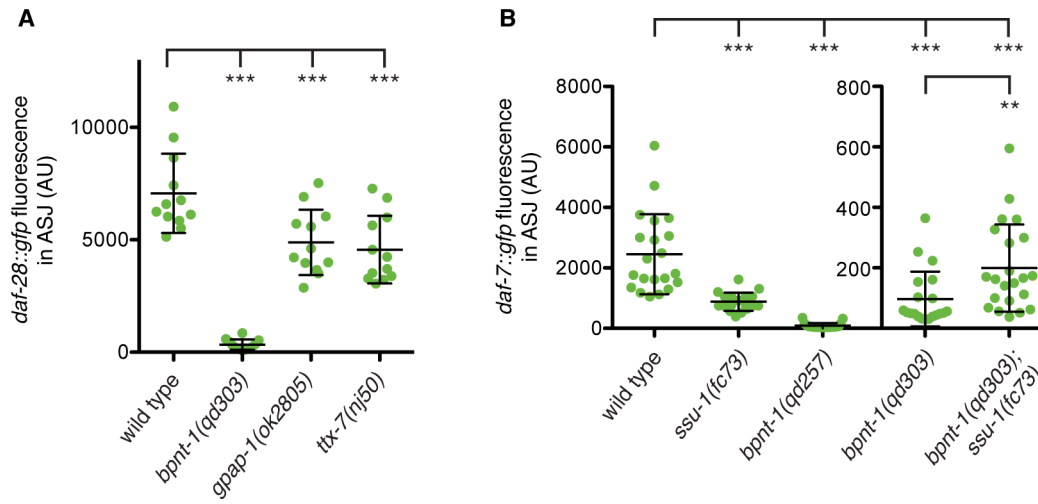 A
daf-28::gfp fluorescence
in ASJ (AU)
10000
5000
0
***
***
***
wild type
bpnt-1(qd303)
gpap-1(ok2805)
ttx-7(nj50)
B
daf-7::gfp fluorescence
in ASJ (AU)
8000
6000
4000
2000
0
***
***
***
***
800
600
400
200
0
**
wild type
ssu-1(fc73)
bpnt-1(qd257)
bpnt-1(qd303)
bpnt-1(qd303);
ssu-1(fc73)